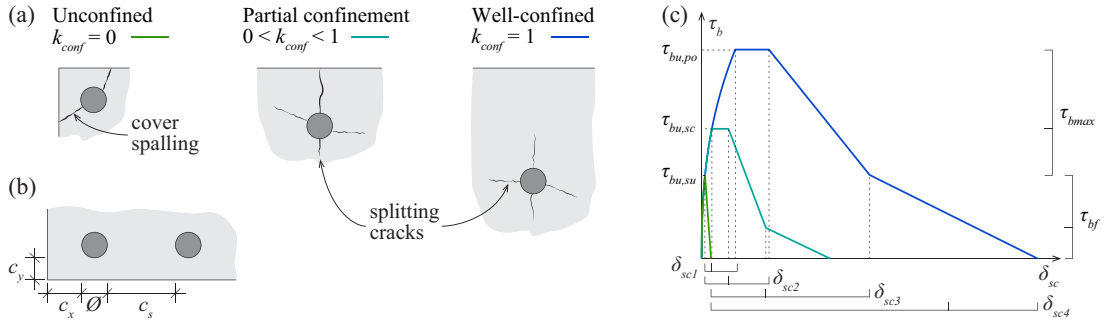 (a)
Unconfined
k_conf = 0
Partial confinement
0 < k_conf < 1
Well-confined
k_conf = 1
cover
spalling
splitting
cracks
(b)
c_y
c_x Ø c_s
(c)
τ_b
τ_bu,po
τ_bu,sc
τ_bu,su
τ_bmax
τ_bf
δ_sc
δ_sc1
δ_sc2
δ_sc3
δ_sc4